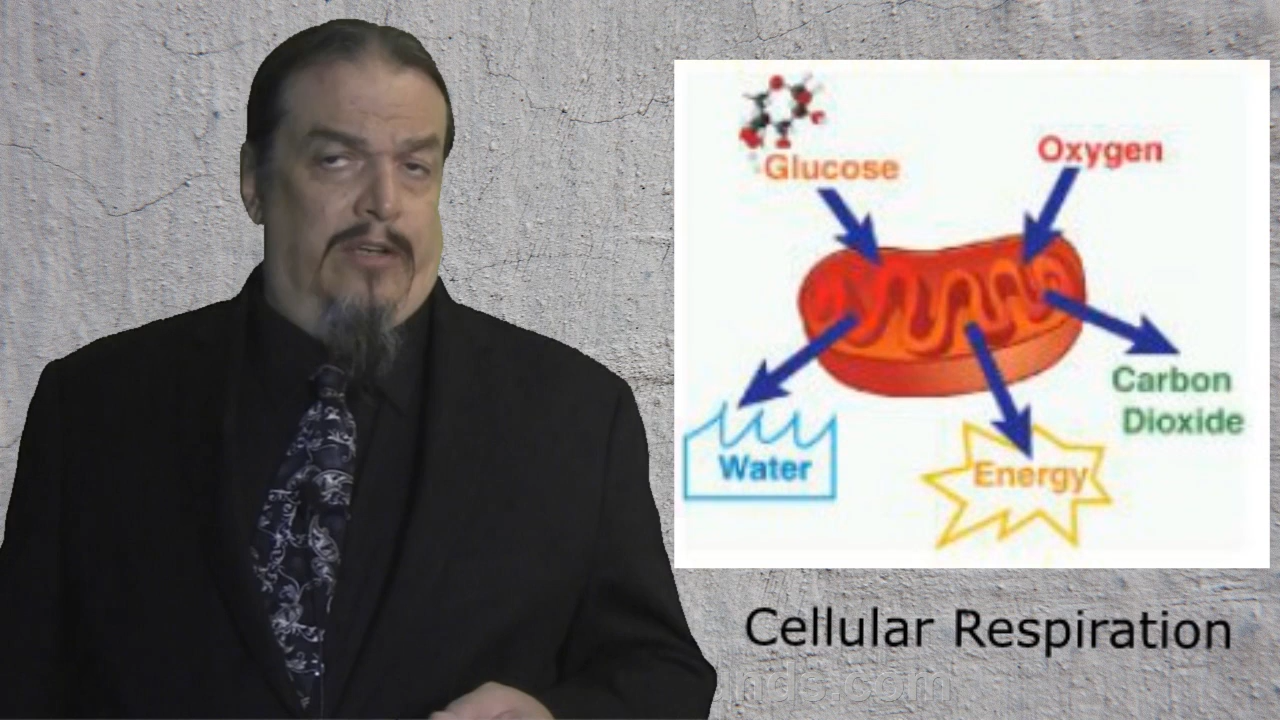 Glucose
Oxygen
Carbon
Dioxide
Water
Energy
Cellular Respiration